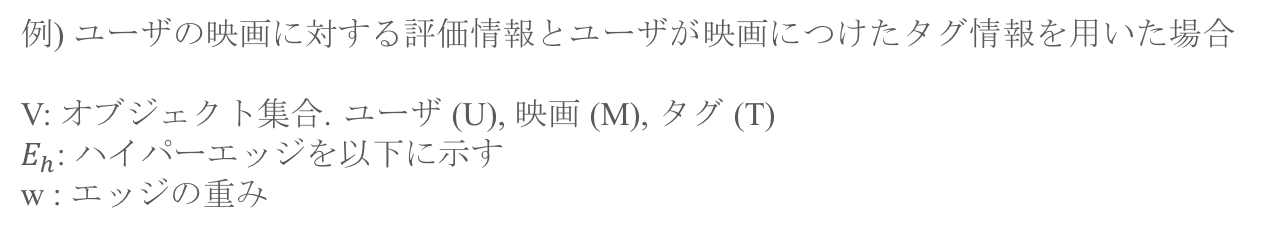 例) ユーザの映画に対する評価情報とユーザが映画につけたタグ情報を用いた場合
V: オブジェクト集合. ユーザ (U), 映画 (M), タグ (T)
𝐸ₕ: ハイパーエッジを以下に示す
w : エッジの重み